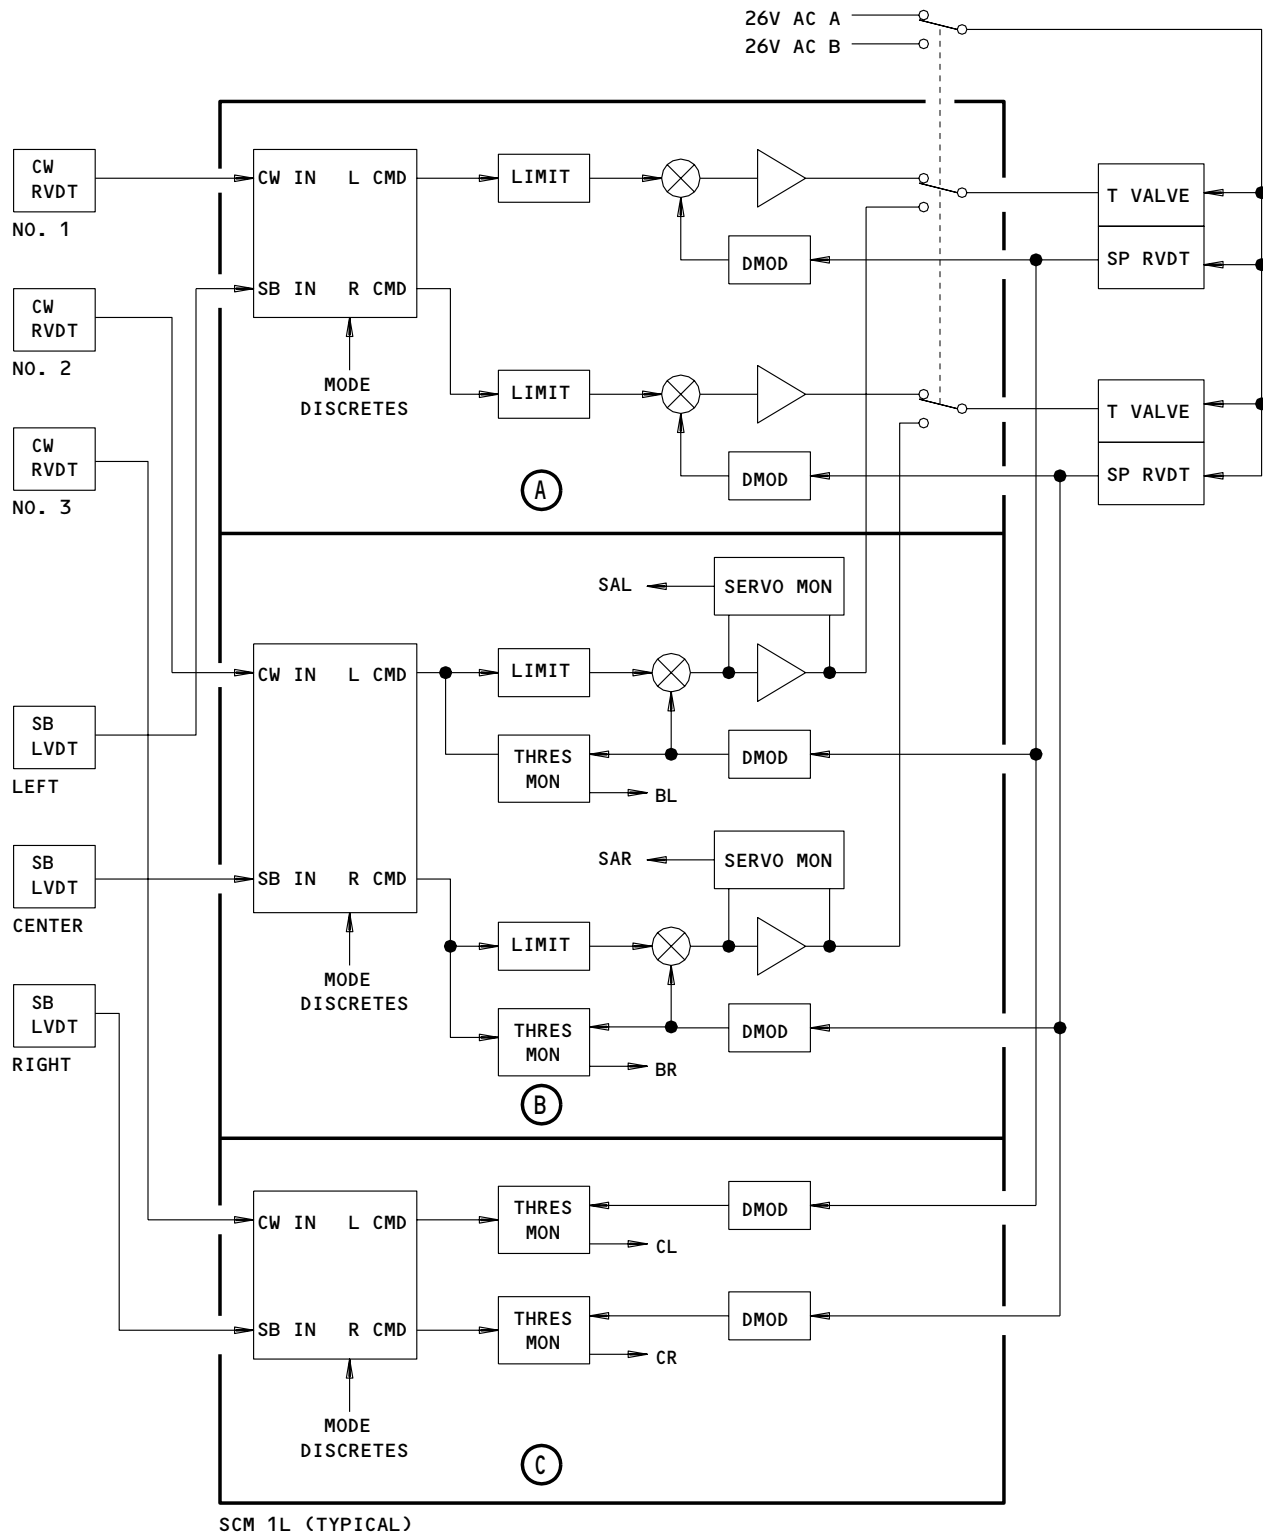 26V AC A
26V AC B
CW
RVDT
NO. 1
CW
RVDT
NO. 2
CW
RVDT
NO. 3
SB
LVDT
LEFT
SB
LVDT
CENTER
SB
LVDT
RIGHT
CW IN L CMD
SB IN R CMD
MODE
DISCRETES
LIMIT
DMOD
LIMIT
DMOD
A
T VALVE
SP RVDT
T VALVE
SP RVDT
CW IN L CMD
SB IN R CMD
MODE
DISCRETES
SAL
SERVO MON
LIMIT
THRES
MON
DMOD
BL
SAR
SERVO MON
LIMIT
THRES
MON
DMOD
BR
B
CW IN L CMD
SB IN R CMD
MODE
DISCRETES
THRES
MON
DMOD
CL
THRES
MON
DMOD
CR
C
SCM 1L (TYPICAL)